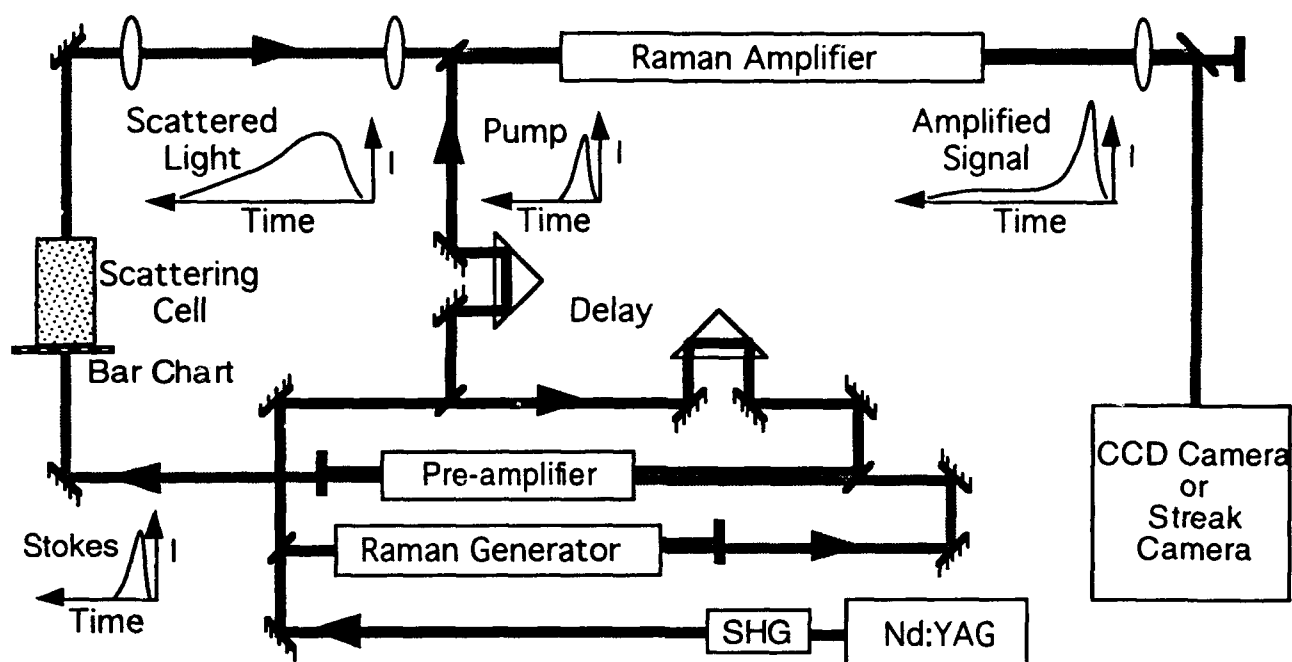 Raman Amplifier
Scattered
Light
I
Time
Pump
I
Time
Amplified
Signal
I
Time
Scattering
Cell
Delay
Bar Chart
Pre-amplifier
CCD Camera
or
Streak
Camera
Stokes
I
Time
Raman Generator
SHG
Nd:YAG